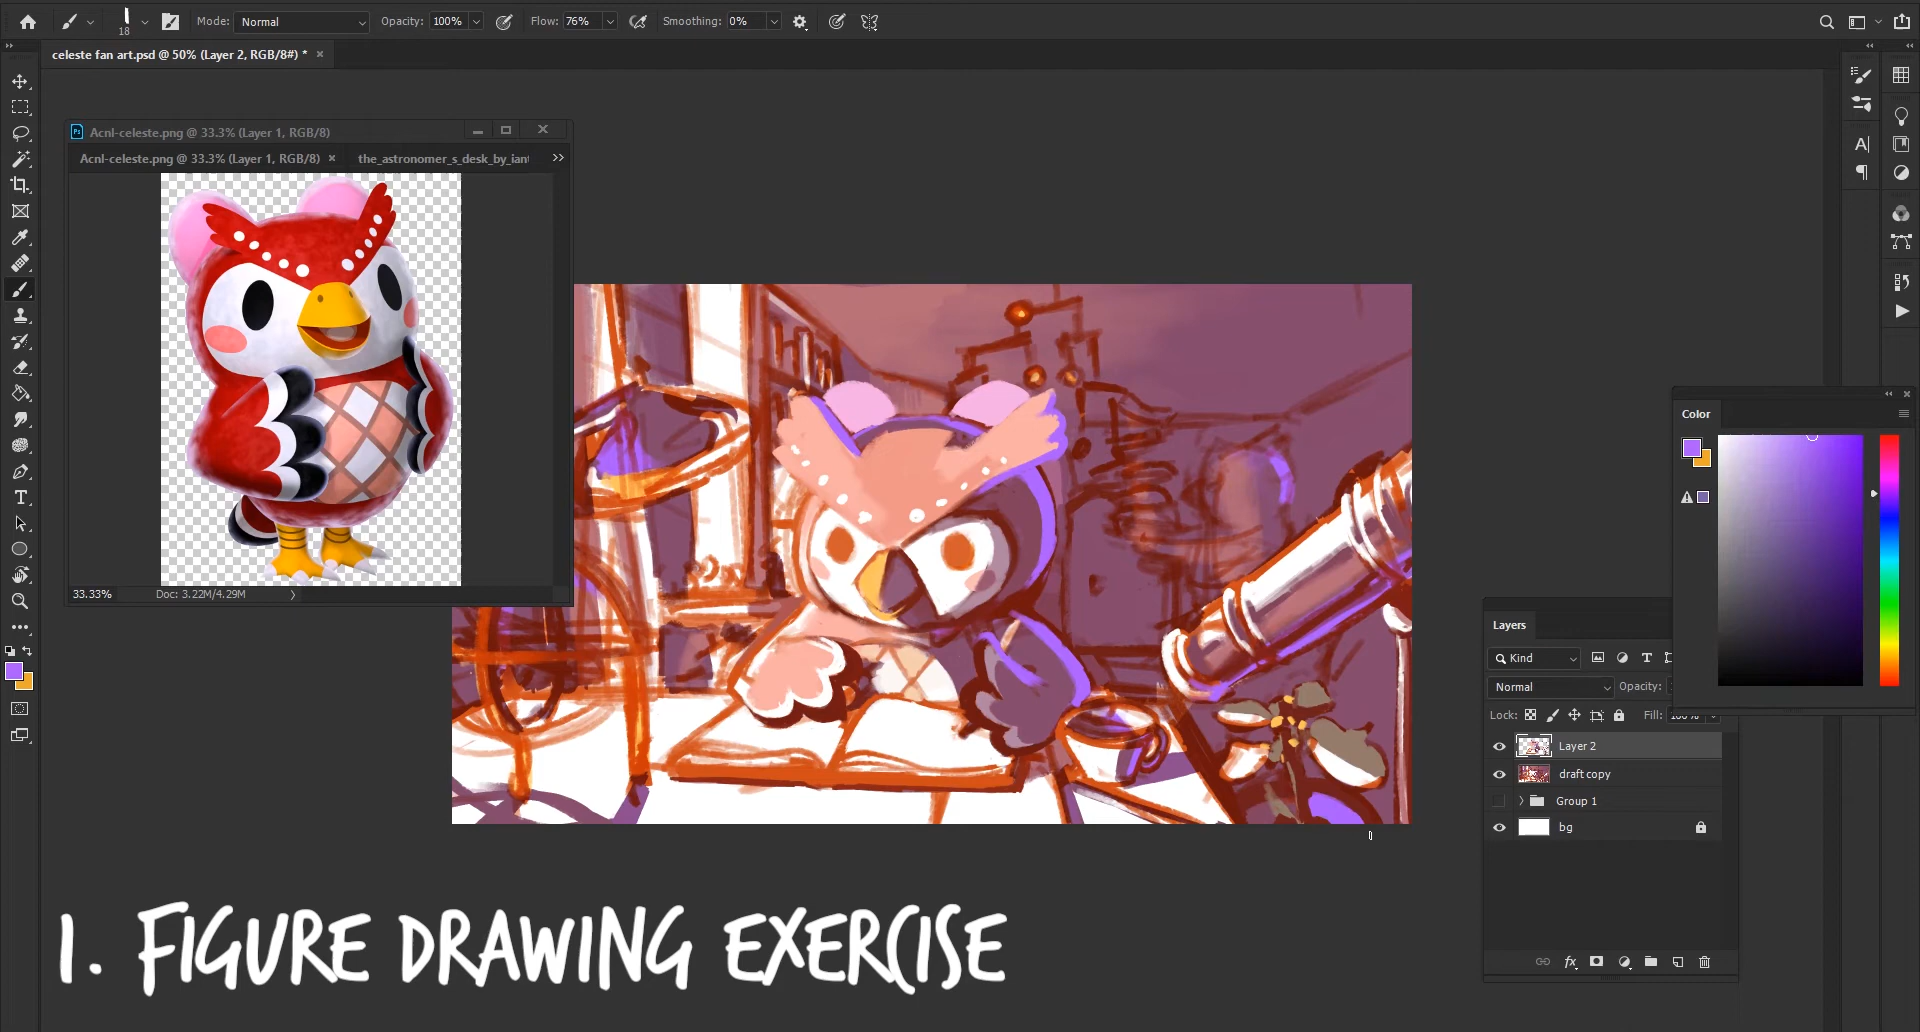 18
Mode: Normal
Opacity: 100%
Flow: 76%
Smoothing: 0%
celeste fan art.psd @ 50% (Layer 2, RGB/8#) *
Acnl-celeste.png @ 33.3% (Layer 1, RGB/8)
Acnl-celeste.png @ 33.3% (Layer 1, RGB/8)
the_astronomer_s_desk_by_iant
33.33%
Doc: 3.22M/4.29M
Color
Layers
Kind
Normal
Opacity:
Lock:
Fill: 100%
Layer 2
draft copy
Group 1
bg
1. FIGURE DRAWING EXERCISE